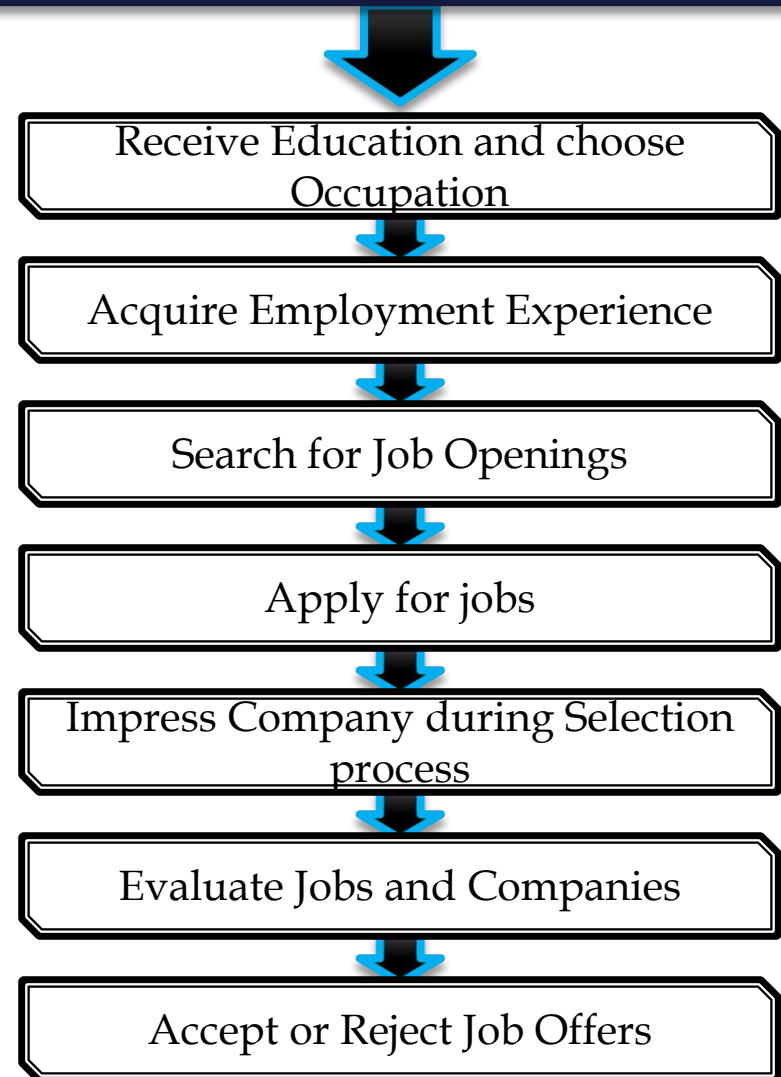 Receive Education and choose
Occupation
Acquire Employment Experience
Search for Job Openings
Apply for jobs
Impress Company during Selection
process
Evaluate Jobs and Companies
Accept or Reject Job Offers